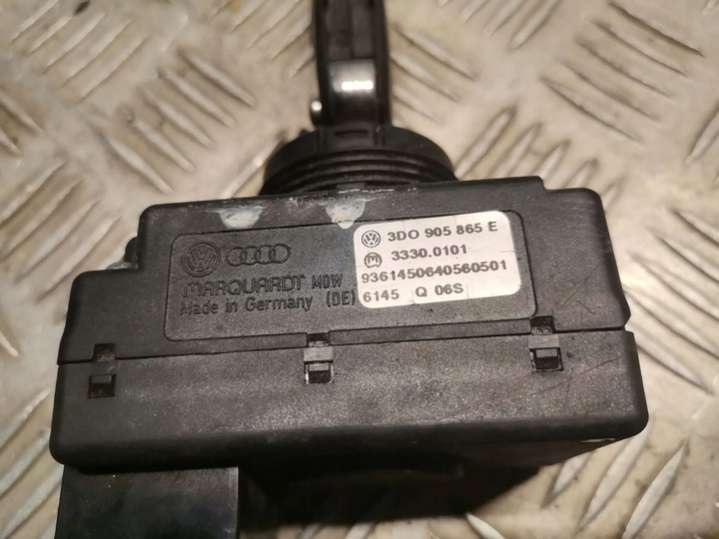 MARQUARDT MDW
Made in Germany (DE)
3D0 905 865 E
3330.0101
9361450640560501
6145 Q 06S